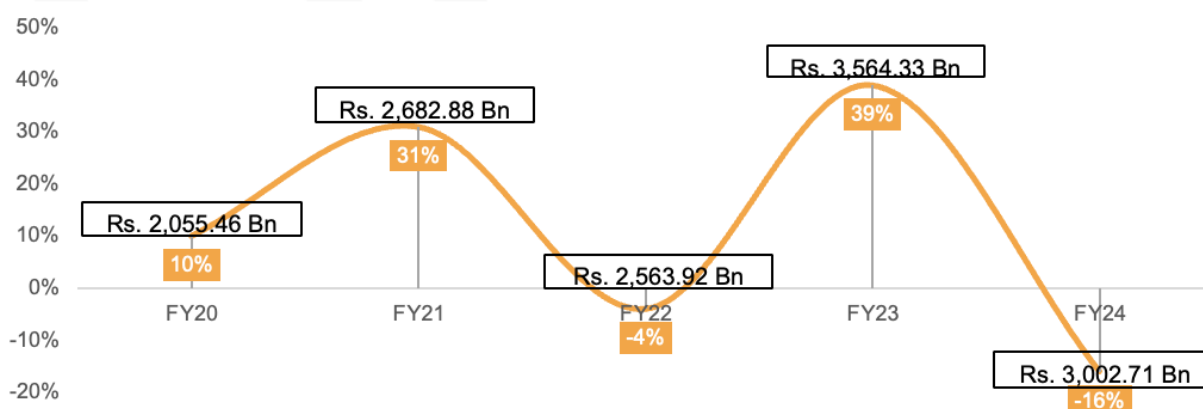 50%
40%
30%
20%
10%
0%
-10%
-20%
Rs. 2,055.46 Bn
10%
Rs. 2,682.88 Bn
31%
Rs. 2,563.92 Bn
-4%
Rs. 3,564.33 Bn
39%
Rs. 3,002.71 Bn
-16%
FY20
FY21
FY22
FY23
FY24